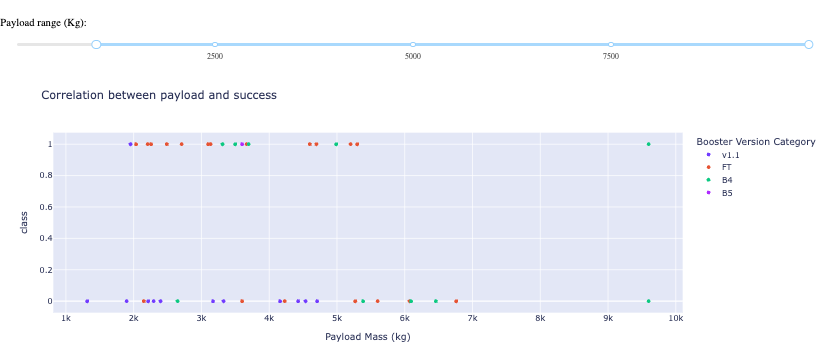 Payload range (Kg):
2500 5000 7500
Correlation between payload and success
Booster Version Category
v1.1
FT
B4
B5
class
1
0.8
0.6
0.4
0.2
0
1k 2k 3k 4k 5k 6k 7k 8k 9k 10k
Payload Mass (kg)